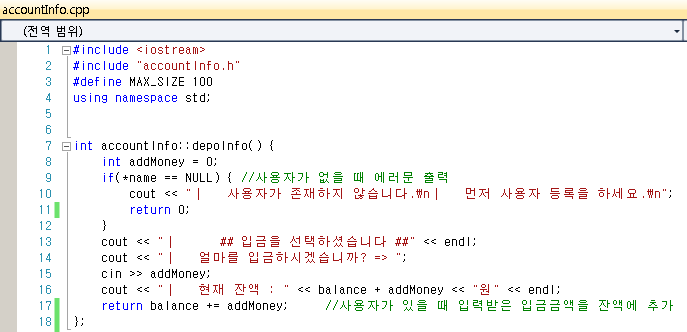 accountInfo.cpp
(전역 범위)
1 #include <iostream>
2 #include "accountInfo.h"
3 #define MAX_SIZE 100
4 using namespace std;
5
6
7 int accountInfo::depoInfo() {
8 int addMoney = 0;
9 if(*name == NULL) { //사용자가 없을 때 에러문 출력
10 cout << "|   사용자가 존재하지 않습니다.₩n|   먼저 사용자 등록을 하세요.₩n";
11 return 0;
12 }
13 cout << "|      ## 입금을 선택하셨습니다 ##" << endl;
14 cout << "|   얼마를 입금하시겠습니까? => ";
15 cin >> addMoney;
16 cout << "|   현재 잔액 : " << balance + addMoney << "원" << endl;
17 return balance += addMoney;     //사용자가 있을 때 입력받은 입금금액을 잔액에 추가
18 };